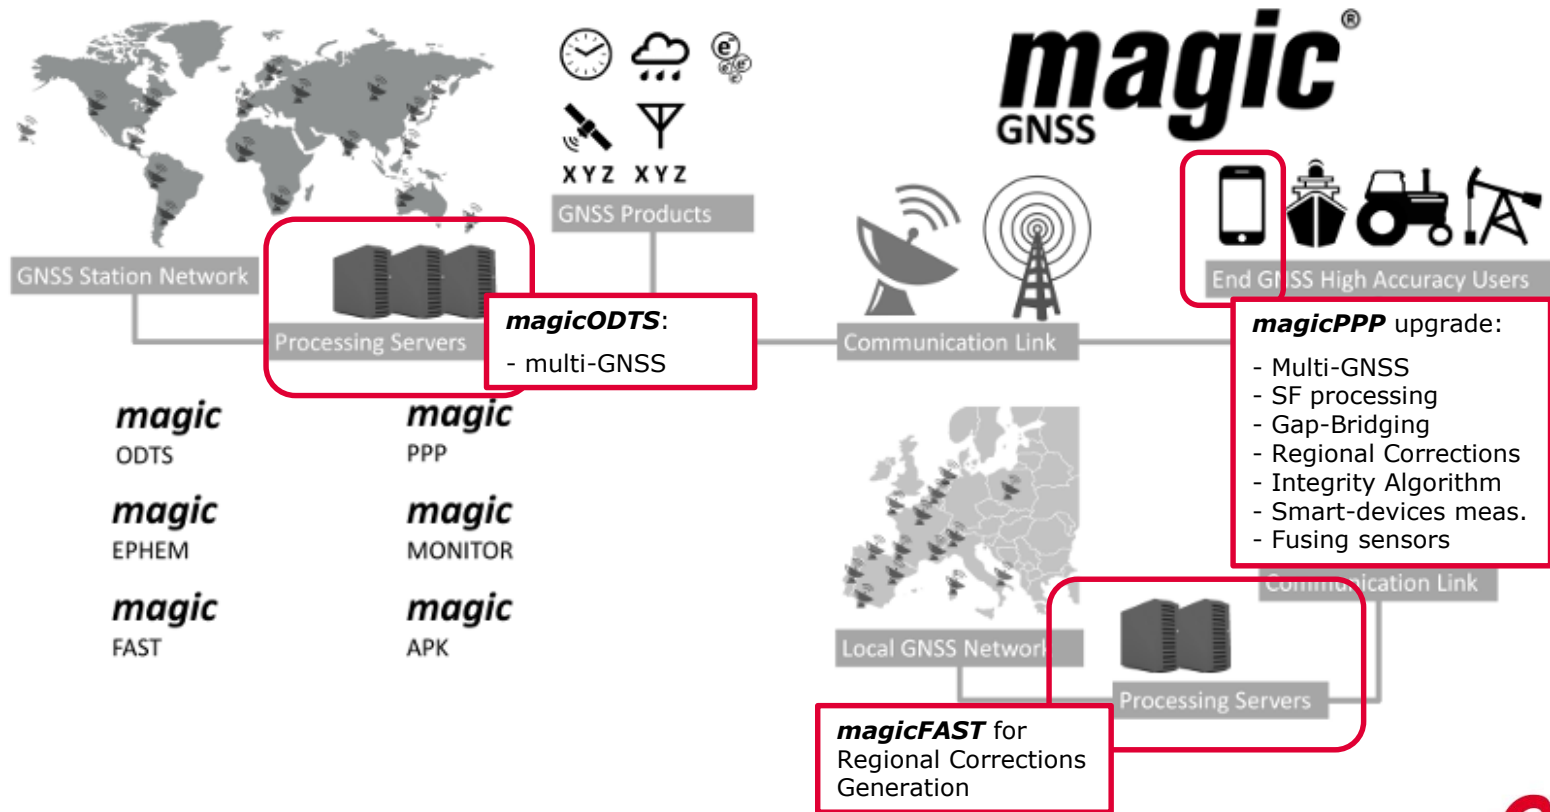 magic®
GNSS
e⁻
e⁻
e⁻
e⁻
XYZ
XYZ
GNSS Products
GNSS Station Network
Processing Servers
magicODTS:
- multi-GNSS
Communication Link
End GNSS High Accuracy Users
magicPPP upgrade:
- Multi-GNSS
- SF processing
- Gap-Bridging
- Regional Corrections
- Integrity Algorithm
- Smart-devices meas.
- Fusing sensors
magic
ODTS
magic
PPP
magic
EPHEM
magic
MONITOR
magic
FAST
magic
APK
Communication Link
Local GNSS Network
Processing Servers
magicFAST for
Regional Corrections
Generation